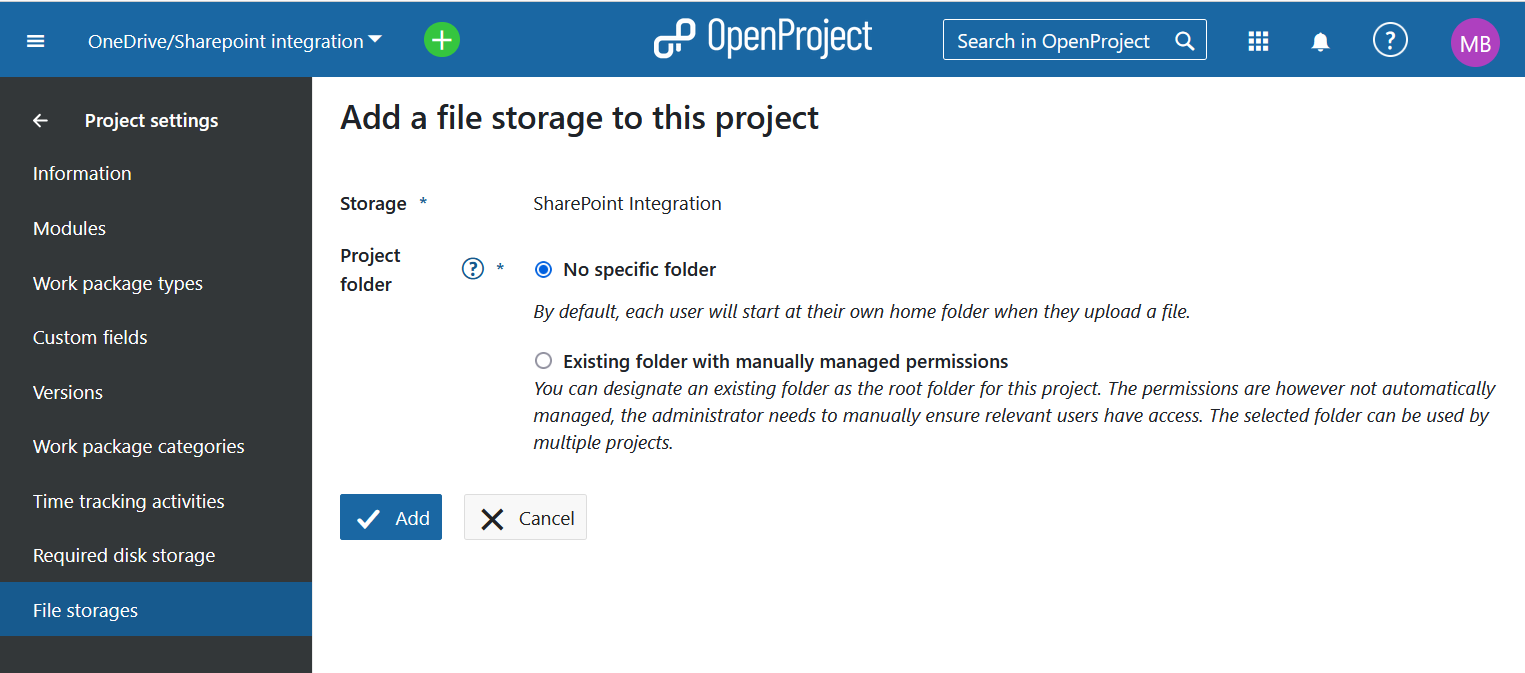 OneDrive/Sharepoint integration
OpenProject
Search in OpenProject
?
MB
Project settings
Information
Modules
Work package types
Custom fields
Versions
Work package categories
Time tracking activities
Required disk storage
File storages
Add a file storage to this project
Storage *
SharePoint Integration
Project
folder
? *
No specific folder
By default, each user will start at their own home folder when they upload a file.
Existing folder with manually managed permissions
You can designate an existing folder as the root folder for this project. The permissions are however not automatically
managed, the administrator needs to manually ensure relevant users have access. The selected folder can be used by
multiple projects.
Add
Cancel